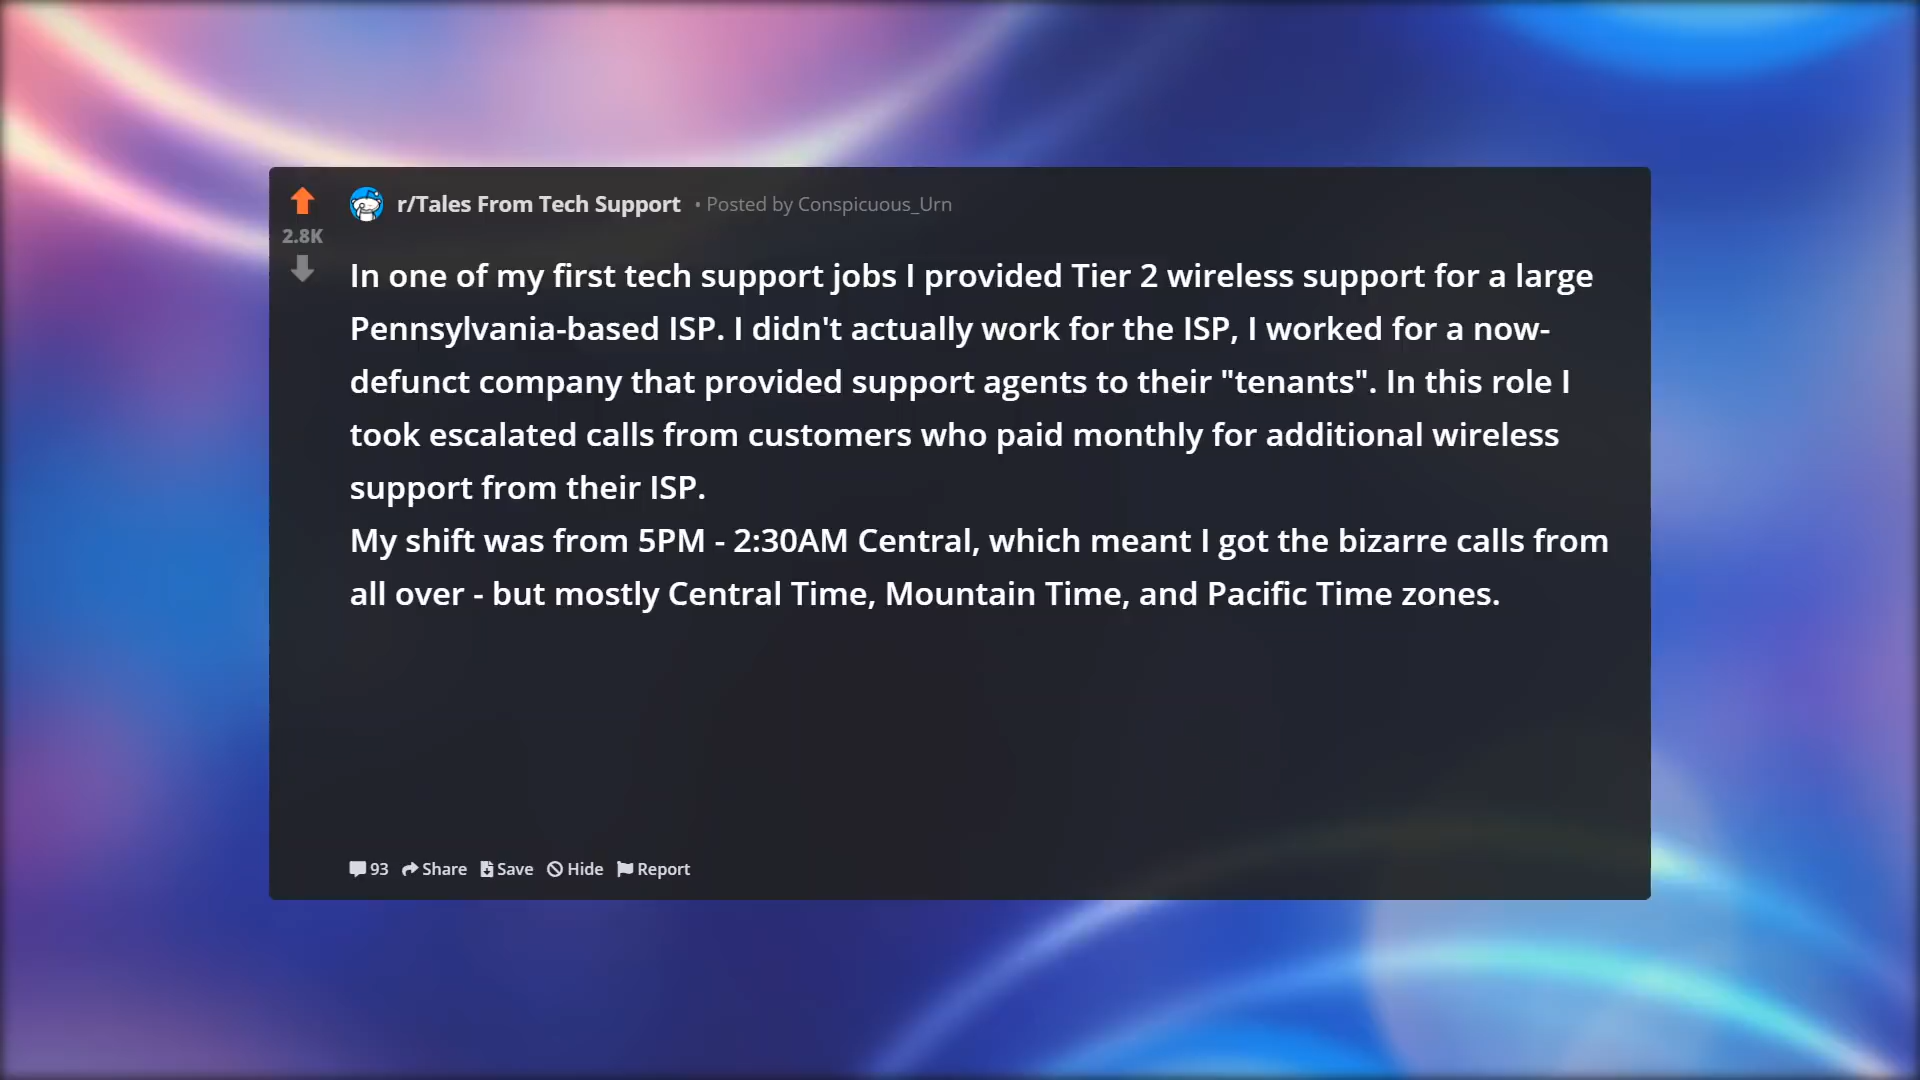 r/Tales From Tech Support • Posted by Conspicuous_Urn
2.8K
In one of my first tech support jobs I provided Tier 2 wireless support for a large
Pennsylvania-based ISP. I didn't actually work for the ISP, I worked for a now-
defunct company that provided support agents to their "tenants". In this role I
took escalated calls from customers who paid monthly for additional wireless
support from their ISP.
My shift was from 5PM - 2:30AM Central, which meant I got the bizarre calls from
all over - but mostly Central Time, Mountain Time, and Pacific Time zones.
93 Share Save Hide Report